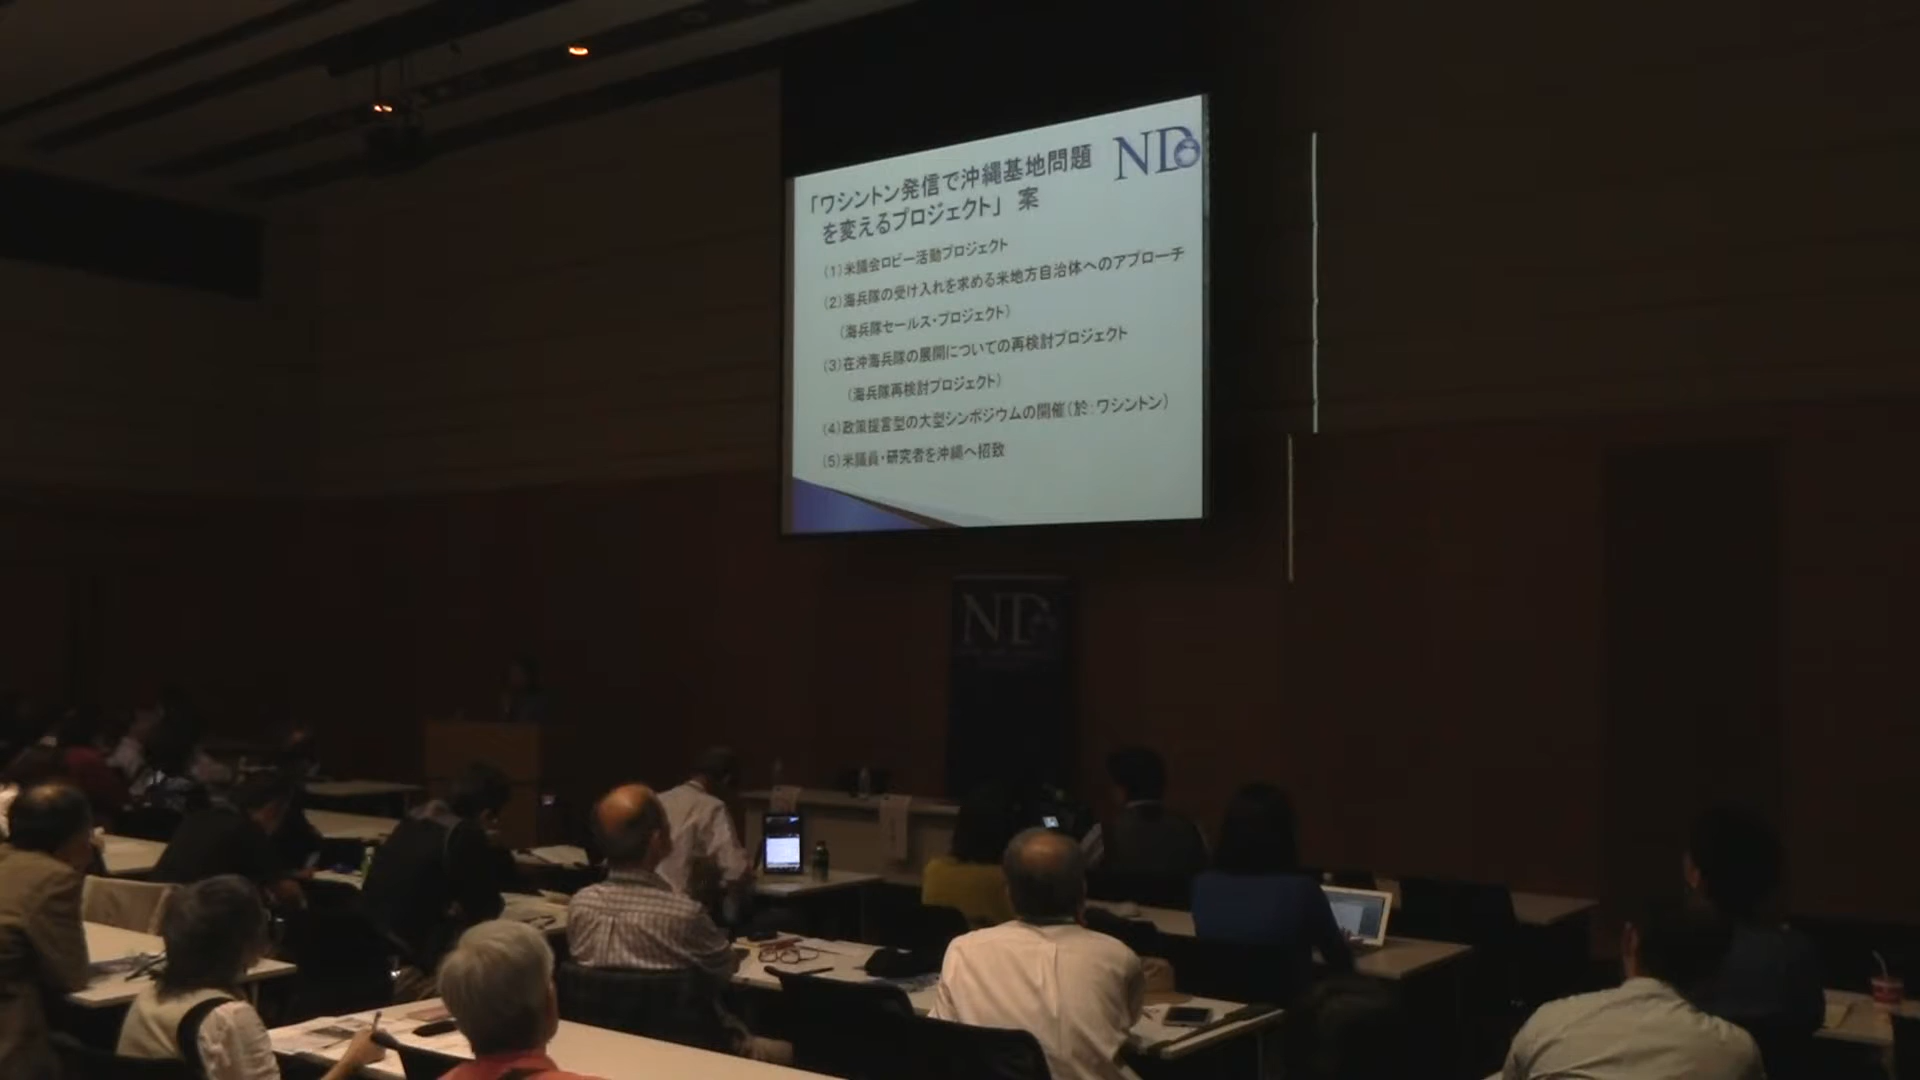 ND
「ワシントン発信で沖縄基地問題
を変えるプロジェクト」 案
(1)米議会ロビー活動プロジェクト
(2)海兵隊の受け入れを求める米地方自治体へのアプローチ
(海兵隊セールス・プロジェクト)
(3)在沖海兵隊の展開についての再検討プロジェクト
(海兵隊再検討プロジェクト)
(4)政策提言型の大型シンポジウムの開催(於:ワシントン)
(5)米議員・研究者を沖縄へ招致
ND